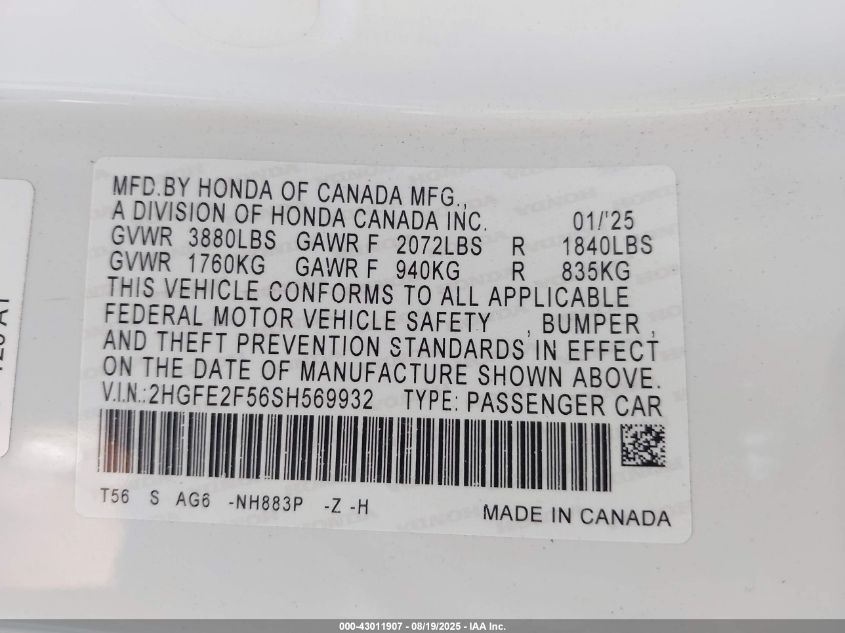 MFD.BY HONDA OF CANADA MFG.,
A DIVISION OF HONDA CANADA INC. 01/'25
GVWR 3880LBS GAWR F 2072LBS R 1840LBS
GVWR 1760KG GAWR F 940KG R 835KG
THIS VEHICLE CONFORMS TO ALL APPLICABLE
FEDERAL MOTOR VEHICLE SAFETY , BUMPER ,
AND THEFT PREVENTION STANDARDS IN EFFECT
ON THE DATE OF MANUFACTURE SHOWN ABOVE.
V.I.N.:2HGFE2F56SH569932 TYPE: PASSENGER CAR
T56 S AG6 -NH883P -Z -H
MADE IN CANADA
000-43011907 - 08/19/2025 - IAA Inc.